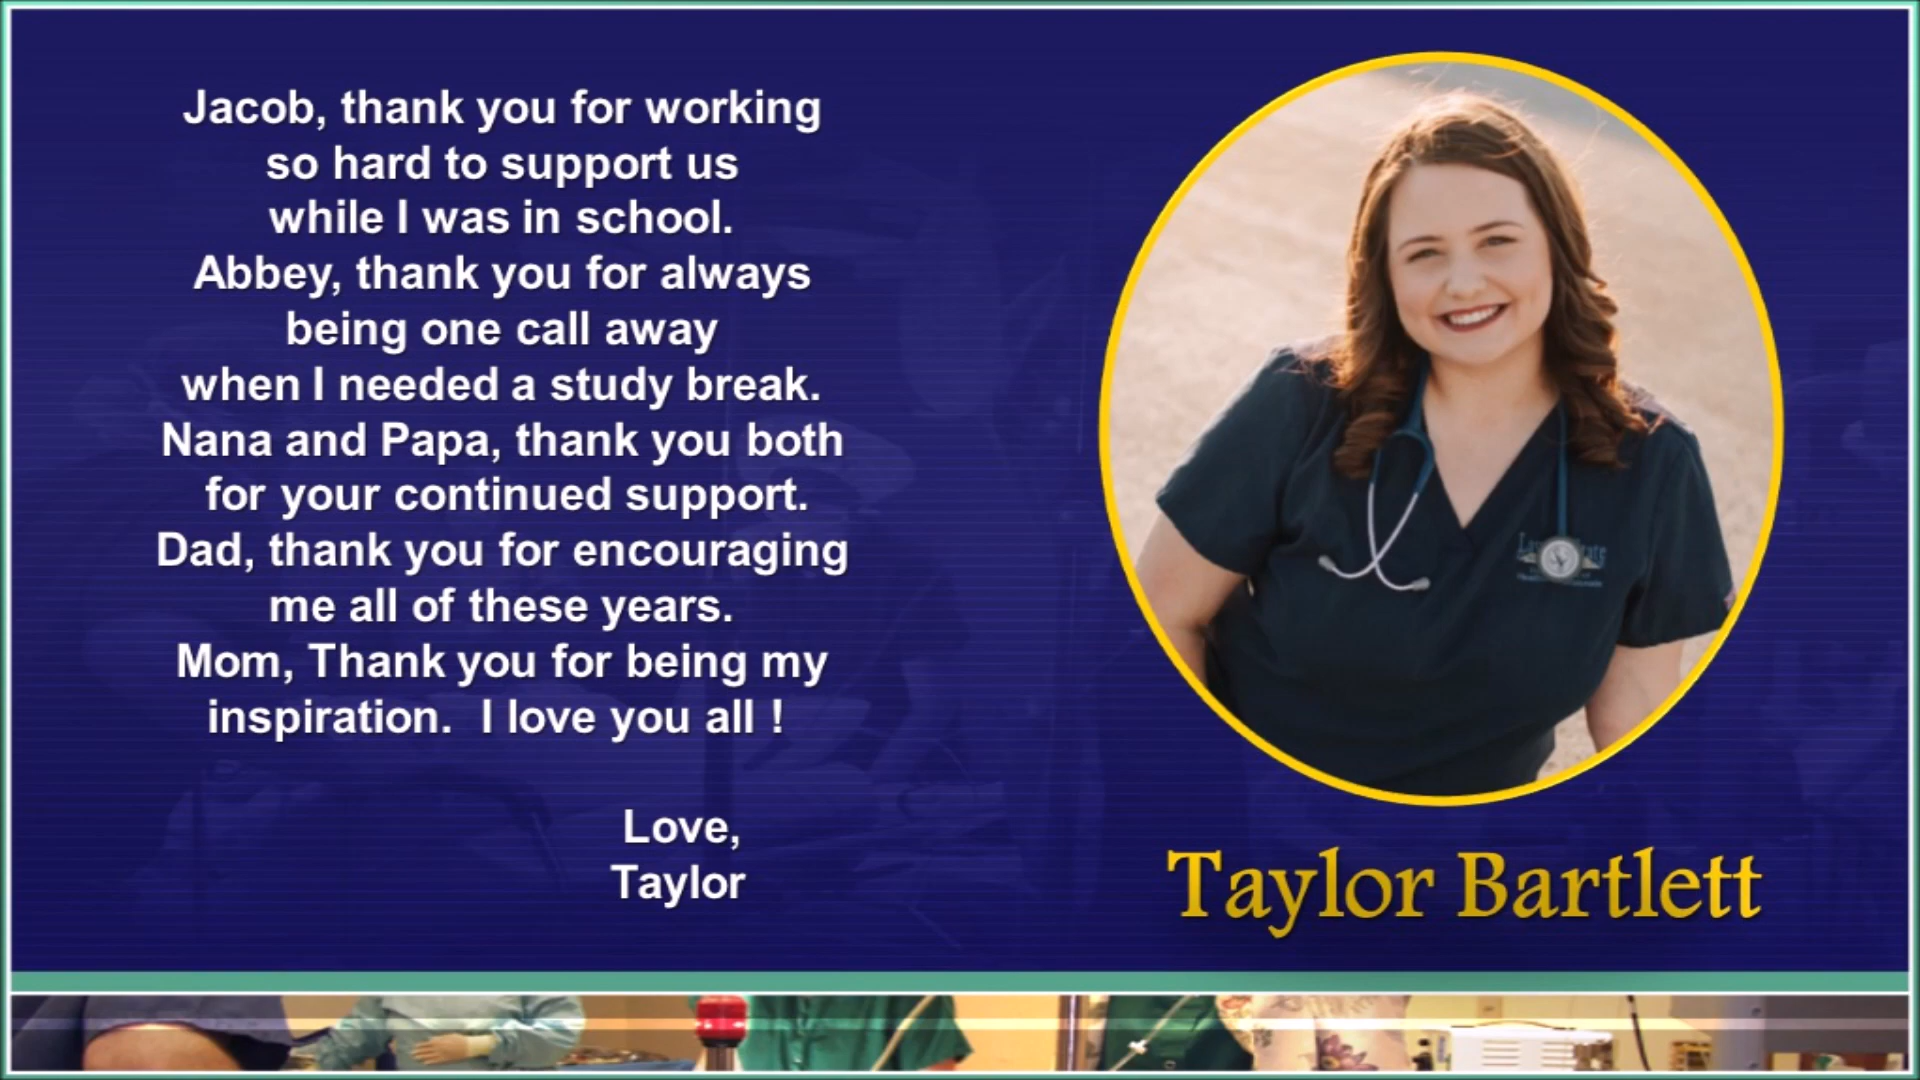 Jacob, thank you for working
so hard to support us
while I was in school.
Abbey, thank you for always
being one call away
when I needed a study break.
Nana and Papa, thank you both
for your continued support.
Dad, thank you for encouraging
me all of these years.
Mom, Thank you for being my
inspiration.  I love you all !
Love,
Taylor
Taylor Bartlett